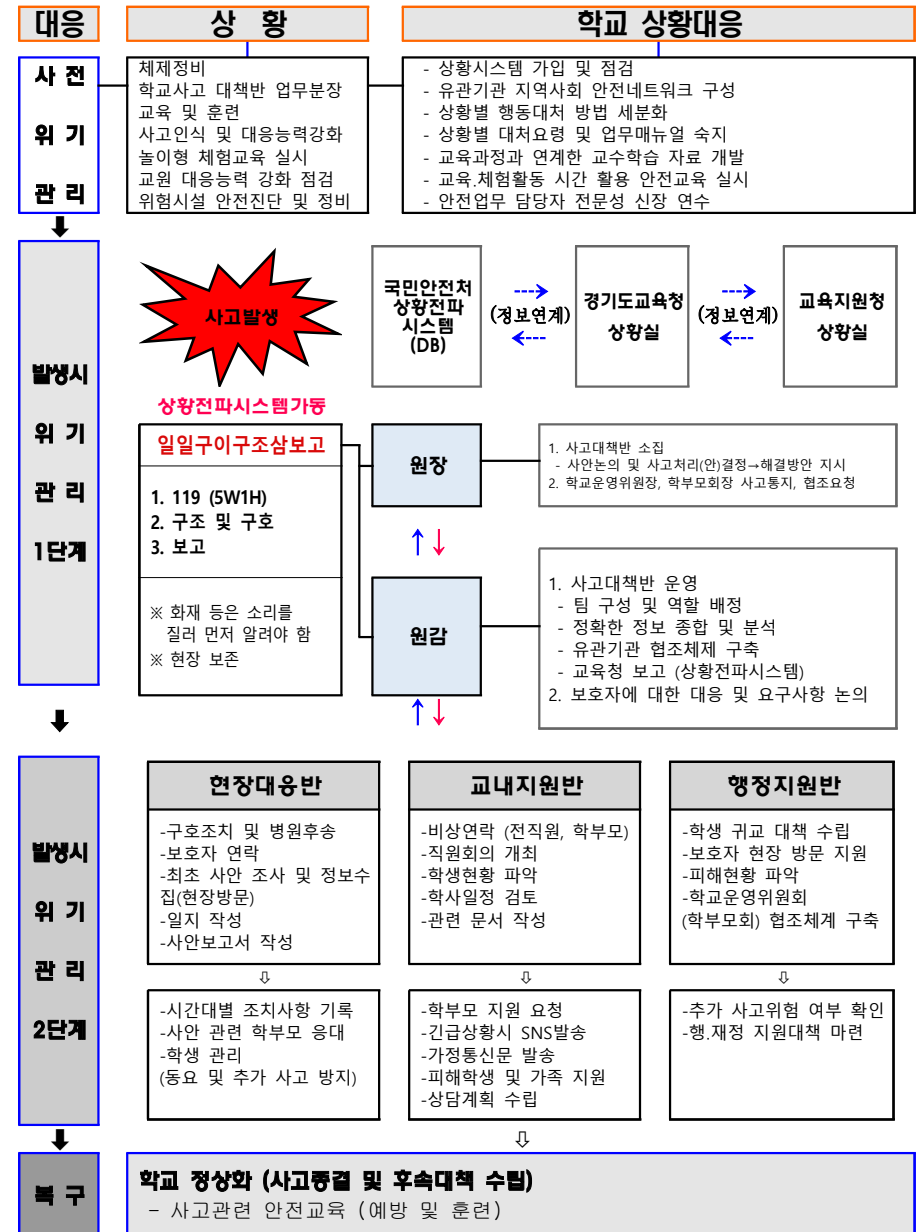 대응
상 황
학교 상황대응
사 전
위 기
관 리
체제정비
학교사고 대책반 업무분장
교육 및 훈련
사고인식 및 대응능력강화
놀이형 체험교육 실시
교원 대응능력 강화 점검
위험시설 안전진단 및 정비
- 상황시스템 가입 및 점검
- 유관기관 지역사회 안전네트워크 구성
- 상황별 행동대처 방법 세분화
- 상황별 대처요령 및 업무매뉴얼 숙지
- 교육과정과 연계한 교수학습 자료 개발
- 교육.체험활동 시간 활용 안전교육 실시
- 안전업무 담당자 전문성 신장 연수
발생시
위 기
관 리
1단계
사고발생
상황전파시스템가동
국민안전처
상황전파
시스템
(DB)
(정보연계)
경기도교육청
상황실
(정보연계)
교육지원청
상황실
일일구이구조삼보고
1. 119 (5W1H)
2. 구조 및 구호
3. 보고
※ 화재 등은 소리를
질러 먼저 알려야 함
※ 현장 보존
원장
1. 사고대책반 소집
- 사안논의 및 사고처리(안)결정→해결방안 지시
2. 학교운영위원장, 학부모회장 사고통지, 협조요청
원감
1. 사고대책반 운영
- 팀 구성 및 역할 배정
- 정확한 정보 종합 및 분석
- 유관기관 협조체제 구축
- 교육청 보고 (상황전파시스템)
2. 보호자에 대한 대응 및 요구사항 논의
발생시
위 기
관 리
2단계
현장대응반
-구호조치 및 병원후송
-보호자 연락
-최초 사안 조사 및 정보수
집(현장방문)
-일지 작성
-사안보고서 작성
-시간대별 조치사항 기록
-사안 관련 학부모 응대
-학생 관리
(동요 및 추가 사고 방지)
교내지원반
-비상연락 (전직원, 학부모)
-직원회의 개최
-학생현황 파악
-학사일정 검토
-관련 문서 작성
-학부모 지원 요청
-긴급상황시 SNS발송
-가정통신문 발송
-피해학생 및 가족 지원
-상담계획 수립
행정지원반
-학생 귀교 대책 수립
-보호자 현장 방문 지원
-피해현황 파악
-학교운영위원회
(학부모회) 협조체계 구축
-추가 사고위험 여부 확인
-행.재정 지원대책 마련
복 구
학교 정상화 (사고종결 및 후속대책 수립)
- 사고관련 안전교육 (예방 및 훈련)